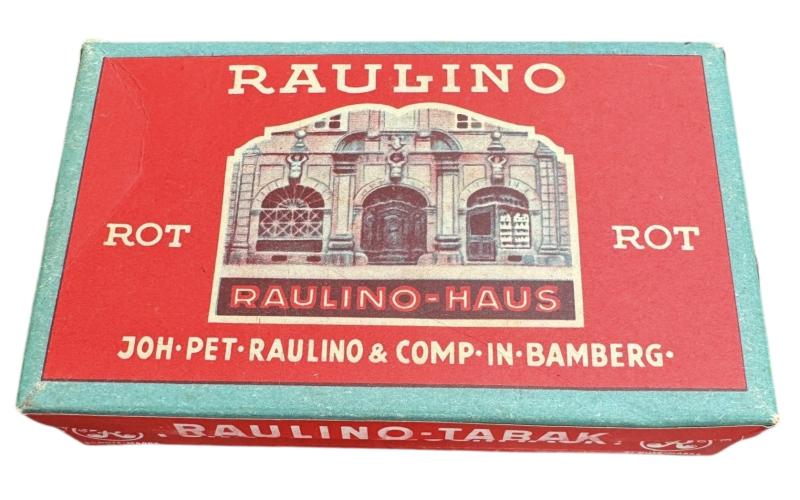 RAULINO
ROT
ROT
RAULINO-HAUS
JOH·PET·RAULINO & COMP·IN·BAMBERG·
RAULINO-TABAK